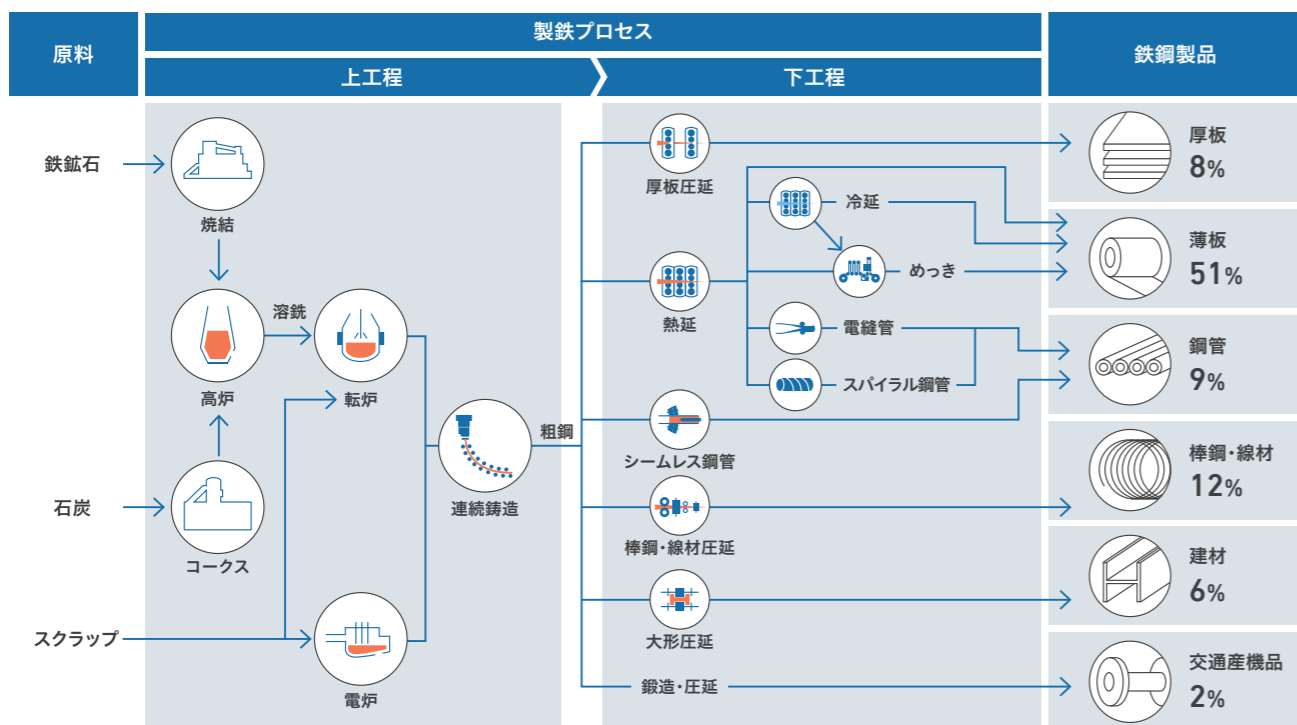 原料
製鉄プロセス
上工程
下工程
鉄鋼製品
鉄鉱石
焼結
溶銑
高炉
転炉
石炭
コークス
スクラップ
電炉
連続鋳造
粗鋼
厚板圧延
冷延
めっき
熱延
電縫管
スパイラル鋼管
シームレス鋼管
棒鋼・線材圧延
大形圧延
鍛造・圧延
厚板
8%
薄板
51%
鋼管
9%
棒鋼・線材
12%
建材
6%
交通産機品
2%